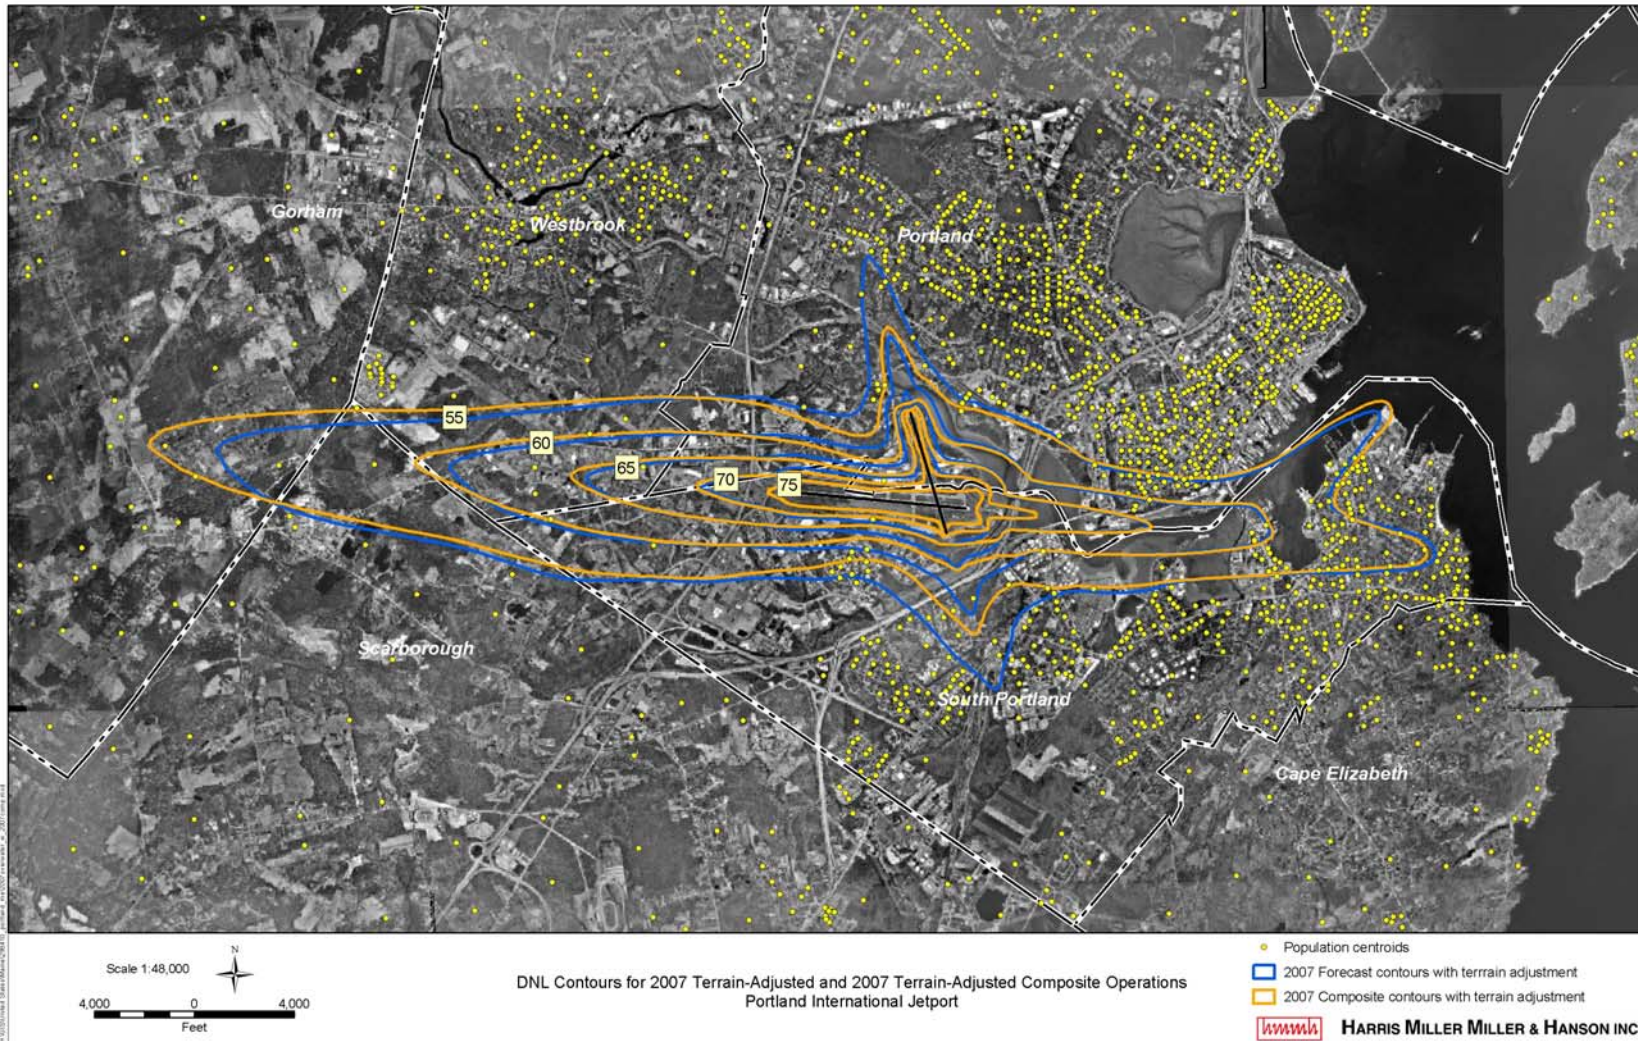 Gorham
Westbrook
Portland
55
60
65
70
75
Scarborough
South Portland
Cape Elizabeth
N
Scale 1:48,000
4,000 0 4,000
Feet
DNL Contours for 2007 Terrain-Adjusted and 2007 Terrain-Adjusted Composite Operations
Portland International Jetport
Population centroids
2007 Forecast contours with terrrain adjustment
2007 Composite contours with terrain adjustment
hmmh
HARRIS MILLER MILLER & HANSON INC